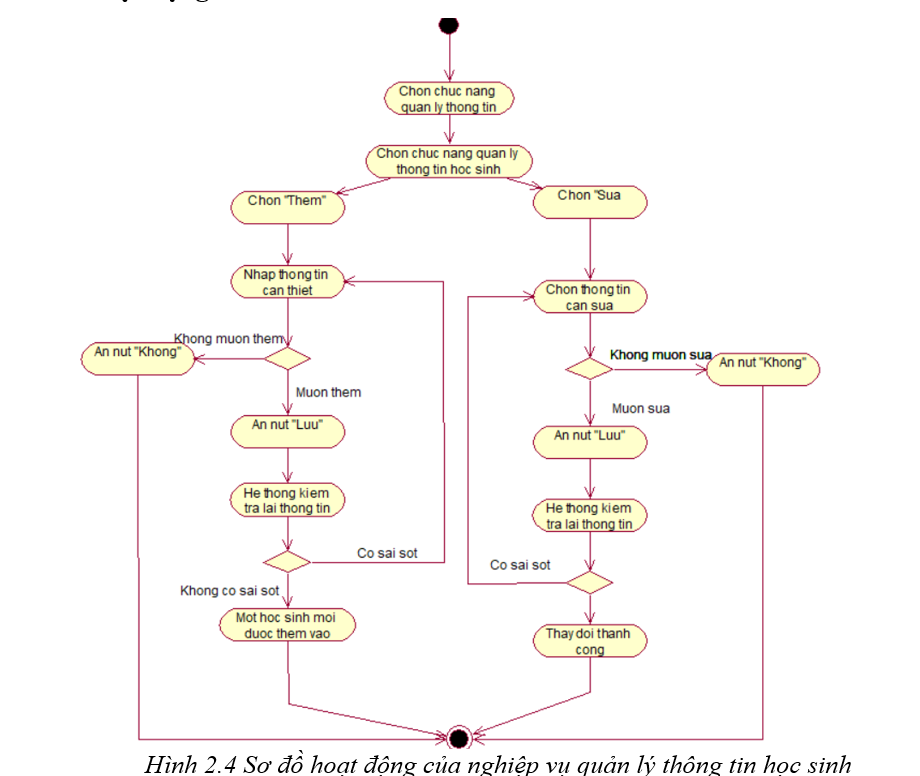 Chon chuc nang
quan ly thong tin
Chon chuc nang quan ly
thong tin hoc sinh
Chon "Them"
Chon "Sua
Nhap thong tin
can thiet
Chon thong tin
can sua
Khong muon them
An nut "Khong"
Khong muon sua
An nut "Khong"
Muon them
Muon sua
An nut "Luu"
An nut "Luu"
He thong kiem
tra lai thong tin
He thong kiem
tra lai thong tin
Co sai sot
Co sai sot
Khong co sai sot
Mot hoc sinh moi
duoc them vao
Thay doi thanh
cong
Hình 2.4 Sơ đồ hoạt động của nghiệp vụ quản lý thông tin học sinh